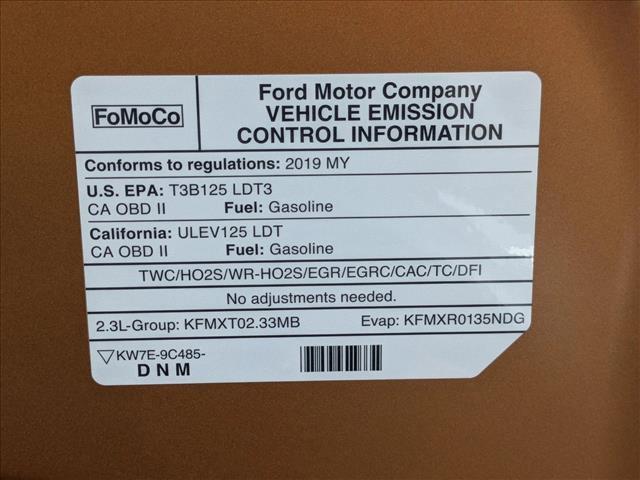 FoMoCo
Ford Motor Company
VEHICLE EMISSION
CONTROL INFORMATION
Conforms to regulations: 2019 MY
U.S. EPA: T3B125 LDT3
CA OBD II Fuel: Gasoline
California: ULEV125 LDT
CA OBD II Fuel: Gasoline
TWC/HO2S/WR-HO2S/EGR/EGRC/CAC/TC/DFI
No adjustments needed.
2.3L-Group: KFMXT02.33MB Evap: KFMXR0135NDG
KW7E-9C485-
DNM